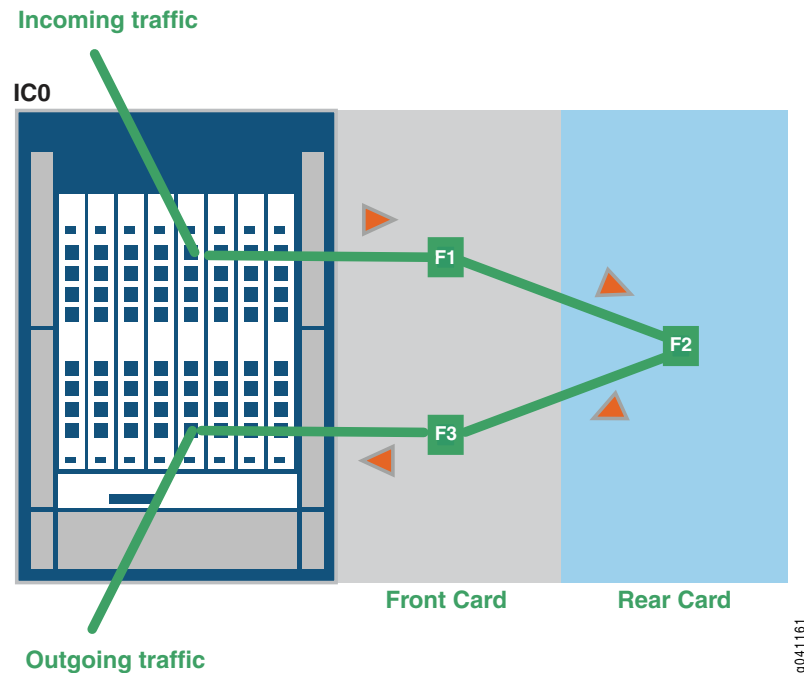 Incoming traffic
IC0
F1
F2
F3
Front Card
Rear Card
Outgoing traffic
g041161